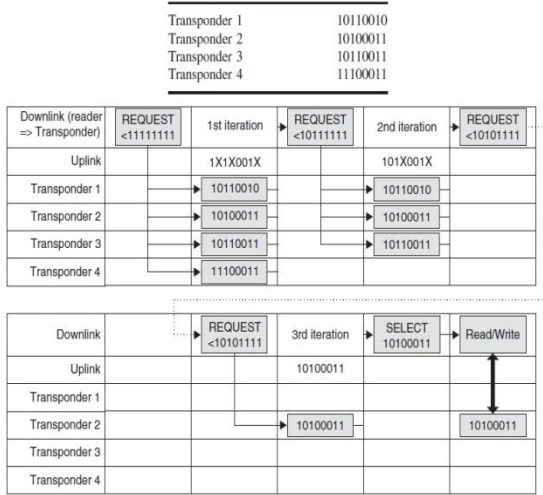 Transponder 1 10110010
Transponder 2 10100011
Transponder 3 10110011
Transponder 4 11100011
Downlink (reader => Transponder) REQUEST <11111111 1st iteration REQUEST <10111111 2nd iteration REQUEST <10101111
Uplink 1X1X001X 101X001X
Transponder 1 10110010 10110010
Transponder 2 10100011 10100011
Transponder 3 10110011 10110011
Transponder 4 11100011
Downlink REQUEST <10101111 3rd iteration SELECT 10100011 Read/Write
Uplink 10100011
Transponder 1
Transponder 2 10100011 10100011
Transponder 3
Transponder 4